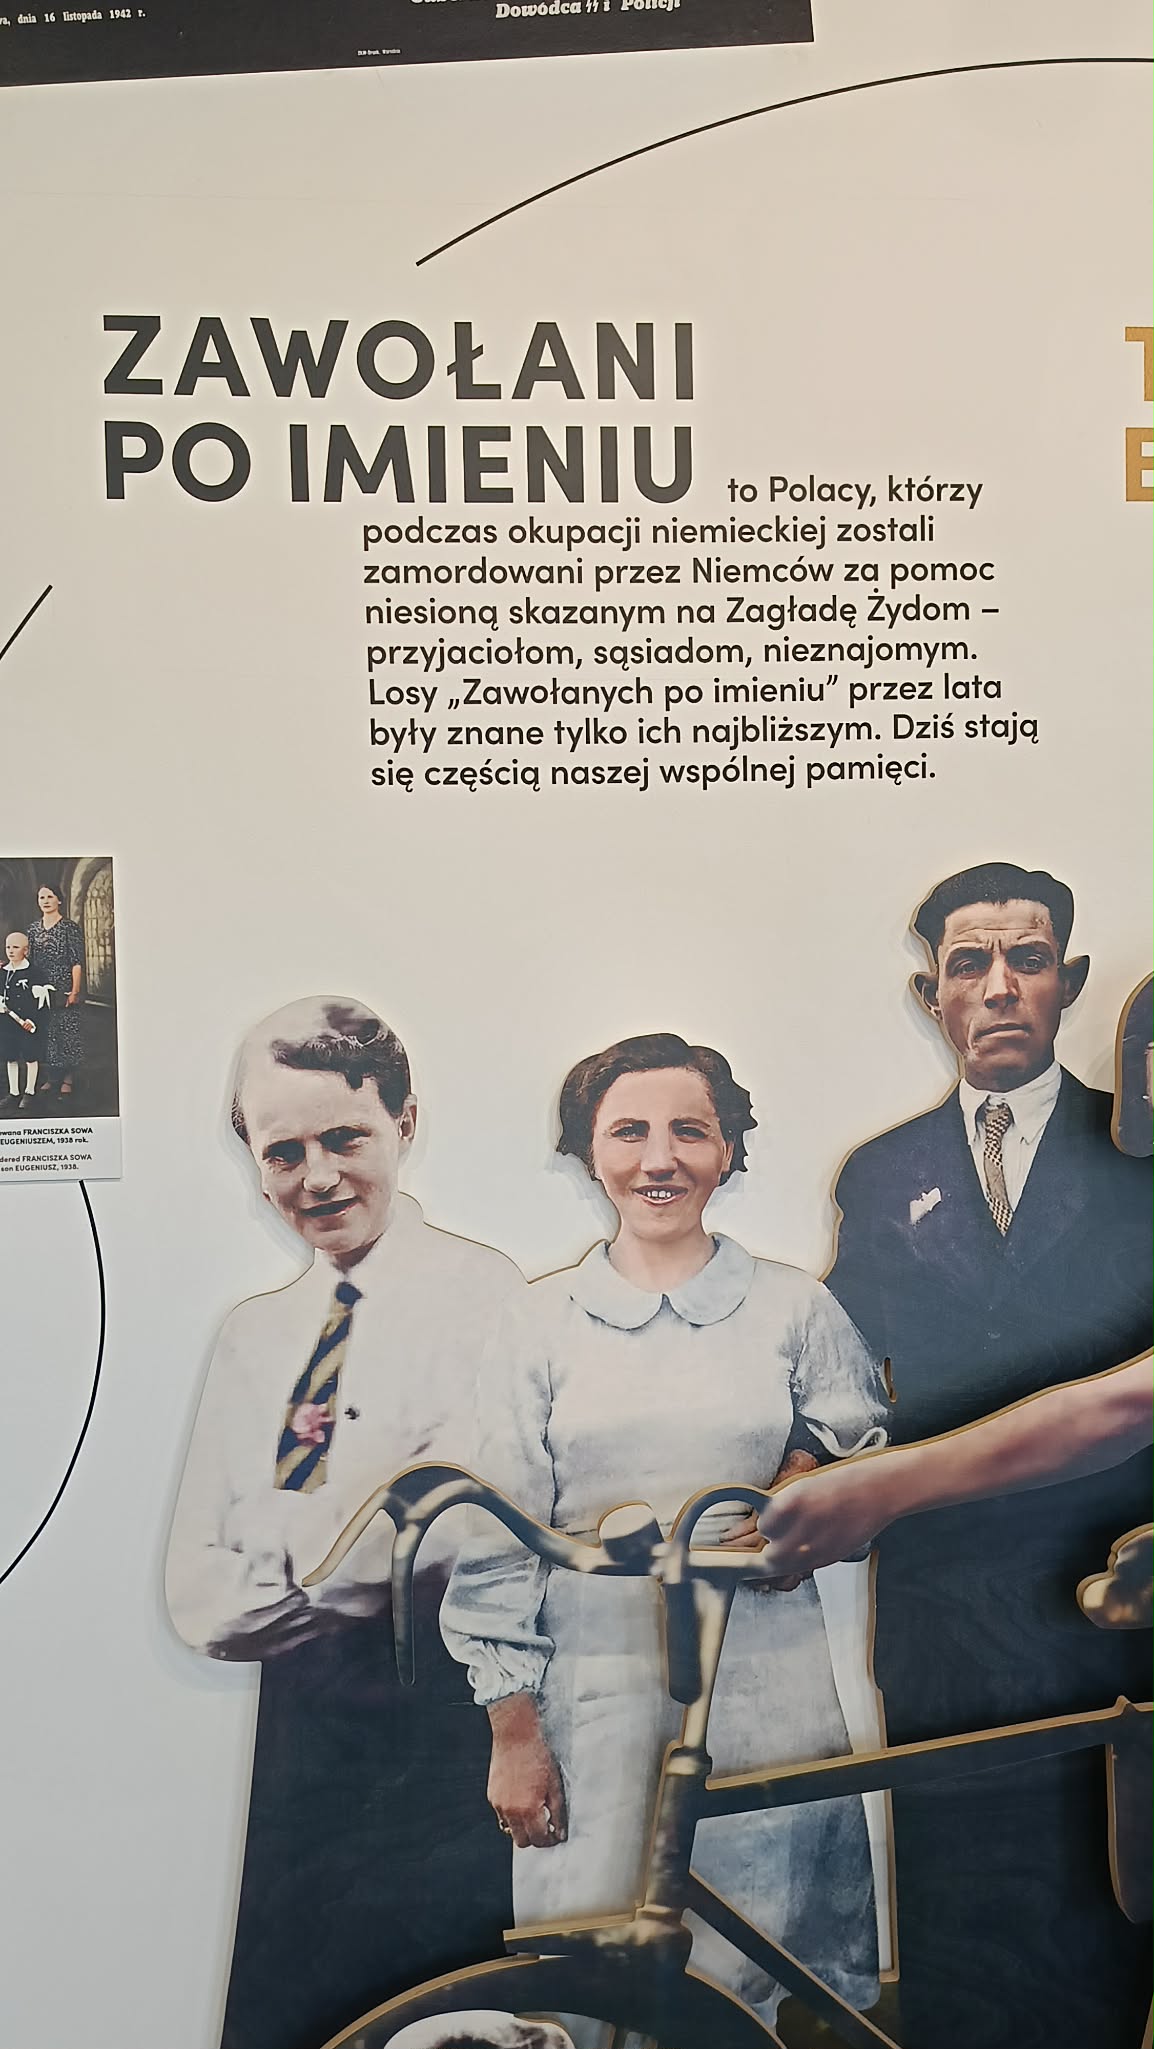 dnia 16 listopada 1942 r.
Dowódca SS i Policji
ZAWOŁANI
PO IMIENIU
to Polacy, którzy
podczas okupacji niemieckiej zostali
zamordowani przez Niemców za pomoc
niesioną skazanym na Zagładę Żydom –
przyjaciołom, sąsiadom, nieznajomym.
Losy „Zawołanych po imieniu” przez lata
były znane tylko ich najbliższym. Dziś stają
się częścią naszej wspólnej pamięci.
FRANCISZKA SOWA
EUGENIUSZEM, 1938 rok.
FRANCISZKA SOWA
son EUGENIUSZ, 1938.